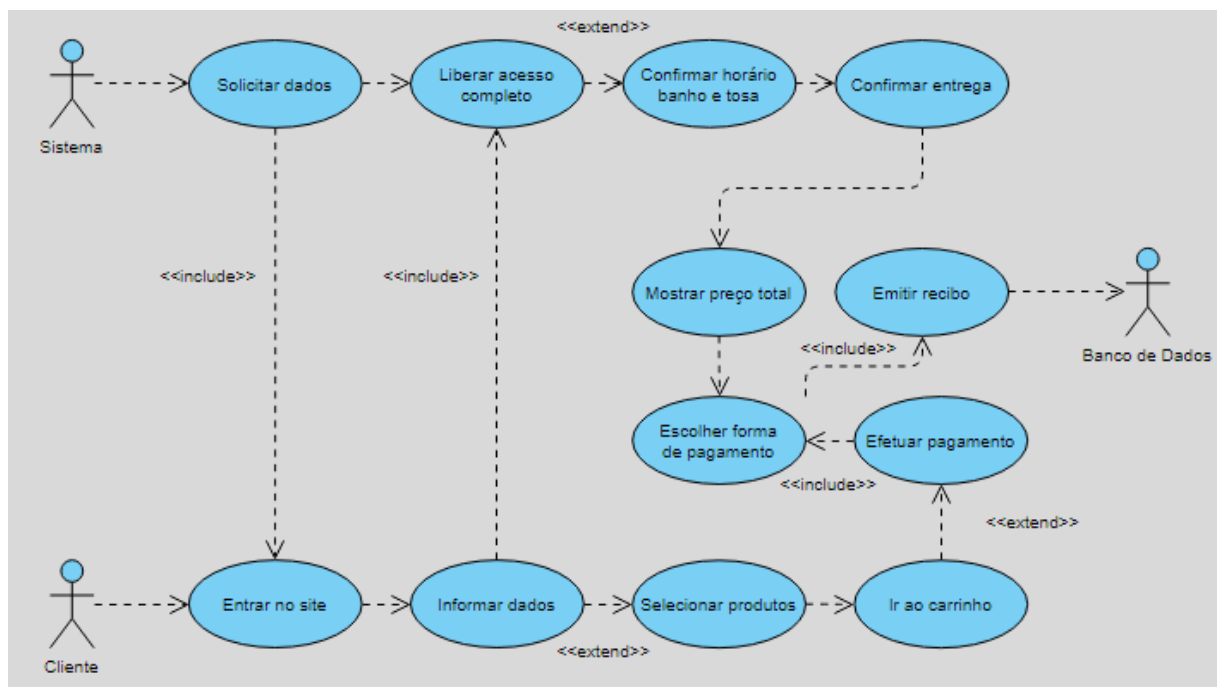 <<extend>>
Solicitar dados
Liberar acesso
completo
Confirmar horário
banho e tosa
Confirmar entrega
Sistema
<<include>>
<<include>>
Mostrar preço total
Emitir recibo
Banco de Dados
<<include>>
Escolher forma
de pagamento
Efetuar pagamento
<<include>>
<<extend>>
Entrar no site
Informar dados
Selecionar produtos
Ir ao carrinho
<<extend>>
Cliente